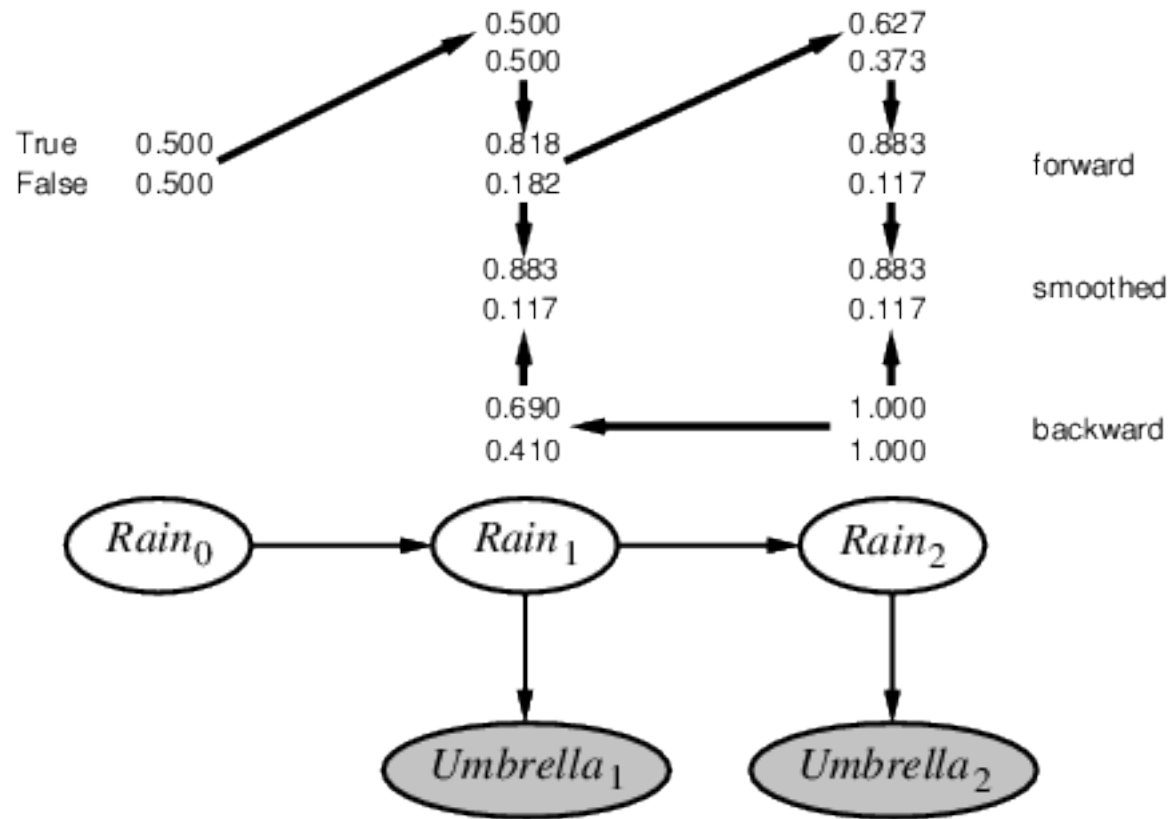 0.500 0.627
0.500 0.373
True 0.500 0.818 0.883
False 0.500 0.182 0.117 forward
0.883 0.883
0.117 0.117 smoothed
0.690 1.000
0.410 1.000 backward
Rain0 Rain1 Rain2
Umbrella1 Umbrella2